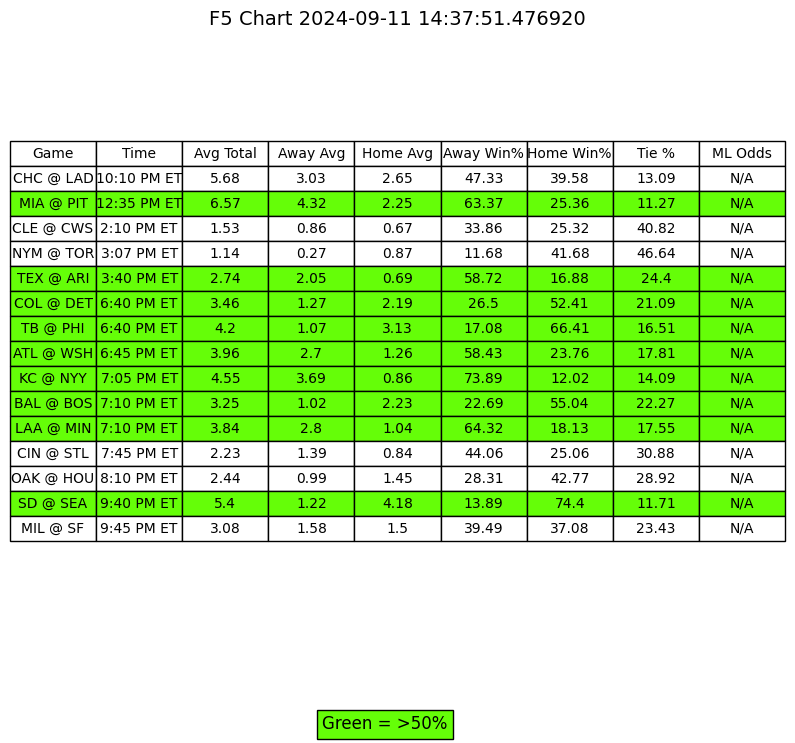 F5 Chart 2024-09-11 14:37:51.476920
Game Time Avg Total Away Avg Home Avg Away Win% Home Win% Tie % ML Odds
CHC @ LAD 10:10 PM ET 5.68 3.03 2.65 47.33 39.58 13.09 N/A
MIA @ PIT 12:35 PM ET 6.57 4.32 2.25 63.37 25.36 11.27 N/A
CLE @ CWS 2:10 PM ET 1.53 0.86 0.67 33.86 25.32 40.82 N/A
NYM @ TOR 3:07 PM ET 1.14 0.27 0.87 11.68 41.68 46.64 N/A
TEX @ ARI 3:40 PM ET 2.74 2.05 0.69 58.72 16.88 24.4 N/A
COL @ DET 6:40 PM ET 3.46 1.27 2.19 26.5 52.41 21.09 N/A
TB @ PHI 6:40 PM ET 4.2 1.07 3.13 17.08 66.41 16.51 N/A
ATL @ WSH 6:45 PM ET 3.96 2.7 1.26 58.43 23.76 17.81 N/A
KC @ NYY 7:05 PM ET 4.55 3.69 0.86 73.89 12.02 14.09 N/A
BAL @ BOS 7:10 PM ET 3.25 1.02 2.23 22.69 55.04 22.27 N/A
LAA @ MIN 7:10 PM ET 3.84 2.8 1.04 64.32 18.13 17.55 N/A
CIN @ STL 7:45 PM ET 2.23 1.39 0.84 44.06 25.06 30.88 N/A
OAK @ HOU 8:10 PM ET 2.44 0.99 1.45 28.31 42.77 28.92 N/A
SD @ SEA 9:40 PM ET 5.4 1.22 4.18 13.89 74.4 11.71 N/A
MIL @ SF 9:45 PM ET 3.08 1.58 1.5 39.49 37.08 23.43 N/A
Green = >50%